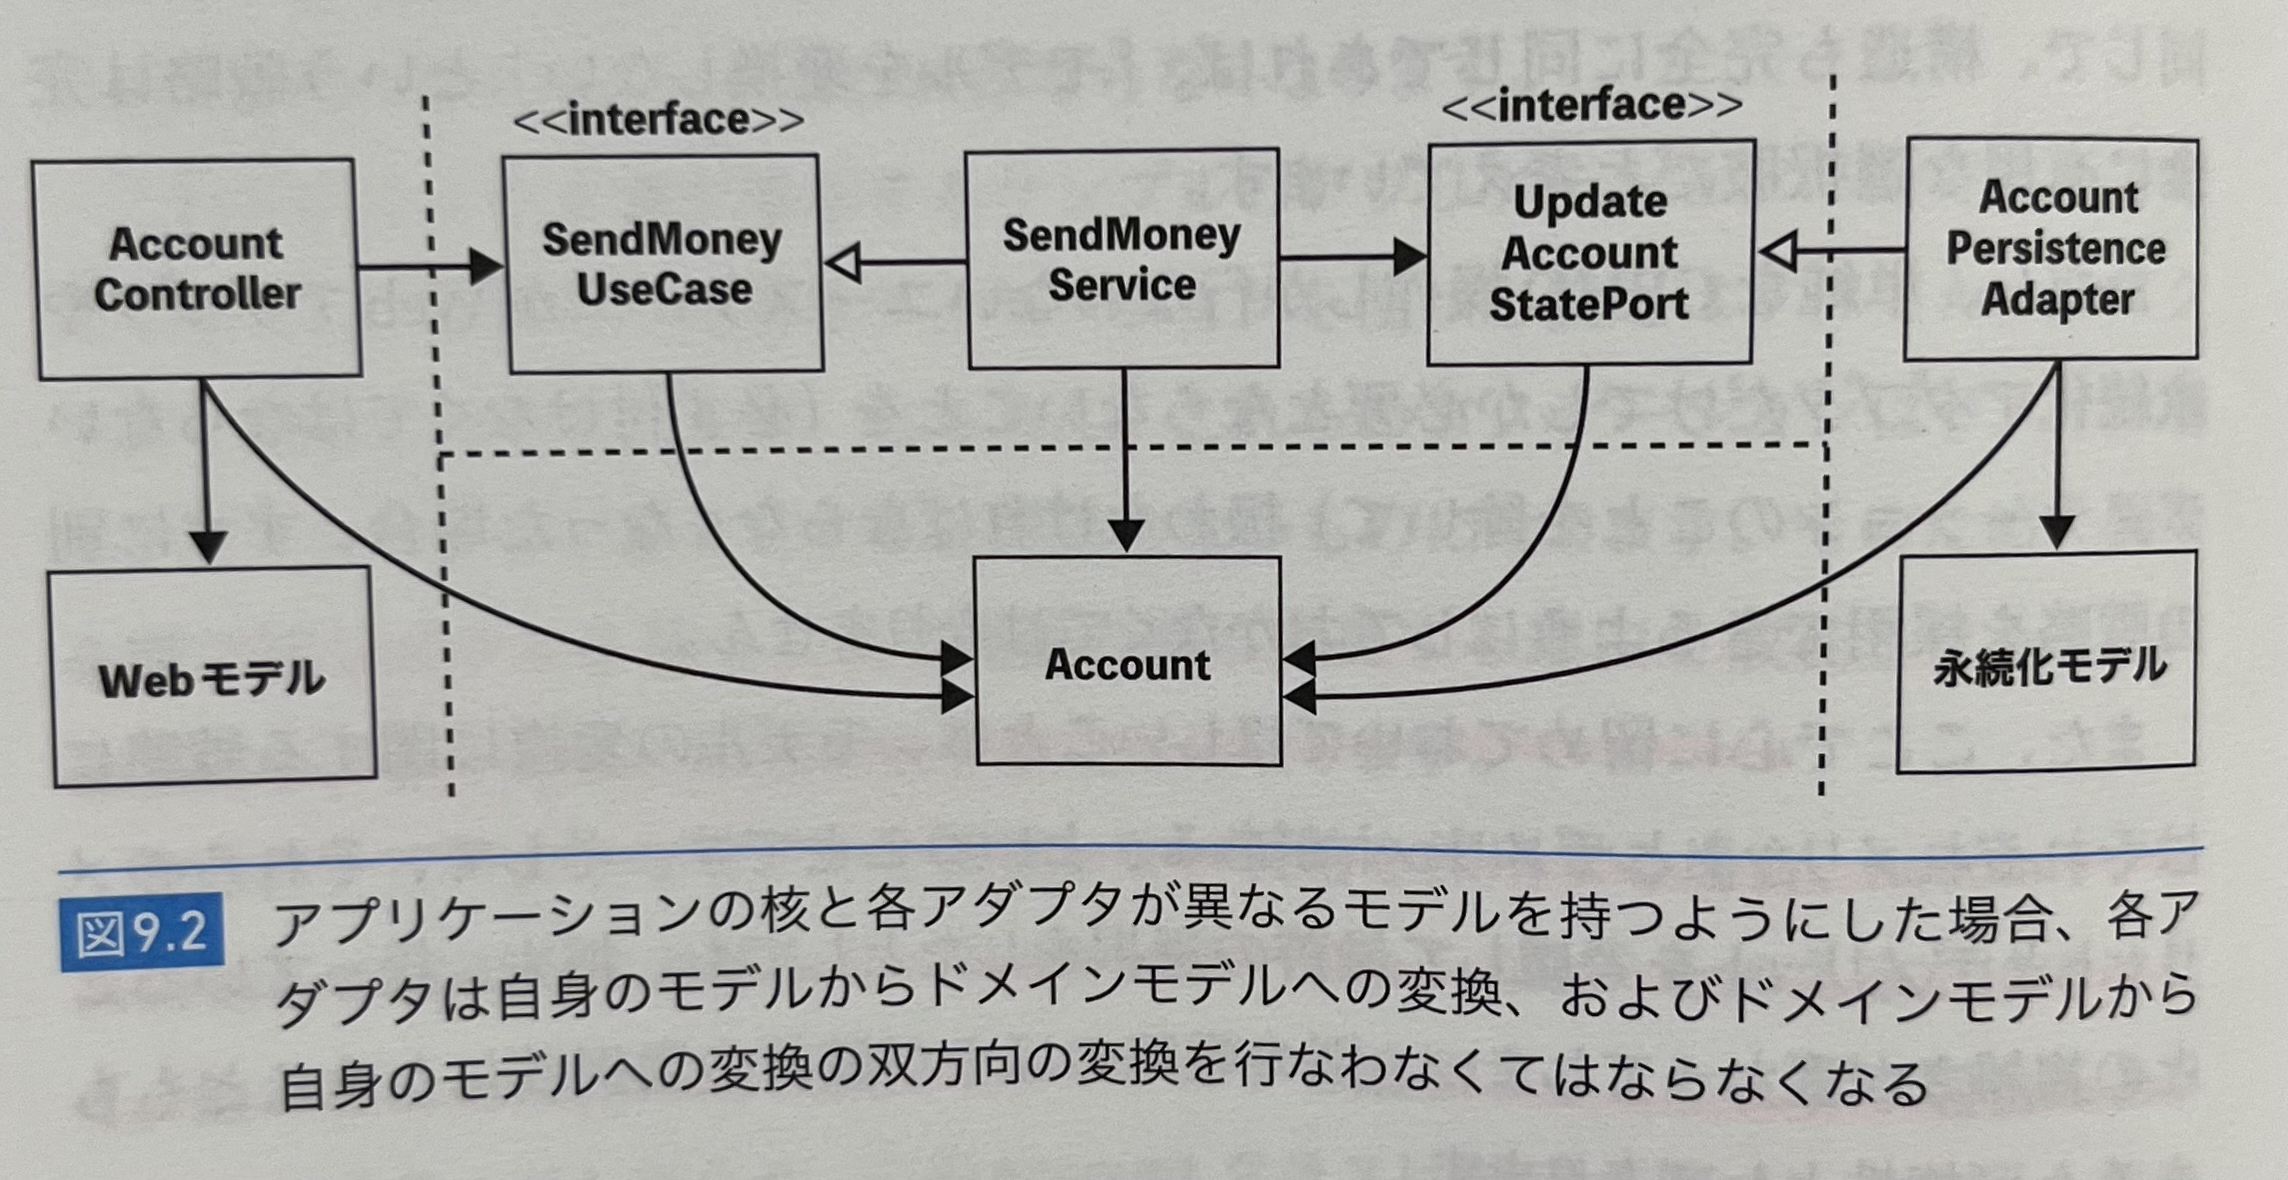 <<interface>>
<<interface>>
Account
Controller
SendMoney
UseCase
SendMoney
Service
Update
Account
StatePort
Account
Persistence
Adapter
Webモデル
Account
永続化モデル
図9.2 アプリケーションの核と各アダプタが異なるモデルを持つようにした場合、各ア
ダプタは自身のモデルからドメインモデルへの変換、およびドメインモデルから
自身のモデルへの変換の双方向の変換を行なわなくてはならなくなる